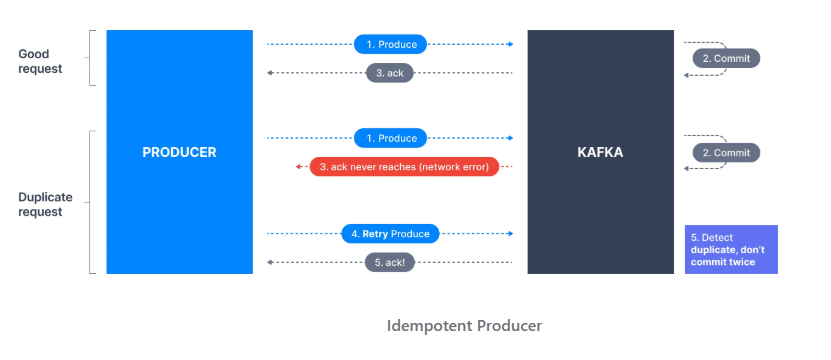 Good
request
PRODUCER
1. Produce
3. ack
KAFKA
2. Commit
Duplicate
request
1. Produce
3. ack never reaches (network error)
2. Commit
4. Retry Produce
5. ack!
5. Detect
duplicate, don't
commit twice
Idempotent Producer